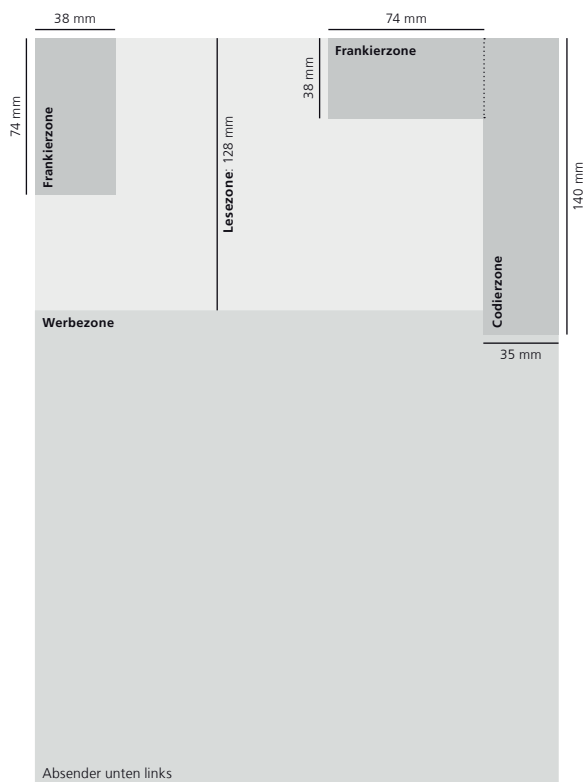 38 mm
74 mm
74 mm
Frankierzone
Lesezone: 128 mm
38 mm
Frankierzone
Codierzone
140 mm
35 mm
Werbezone
Absender unten links